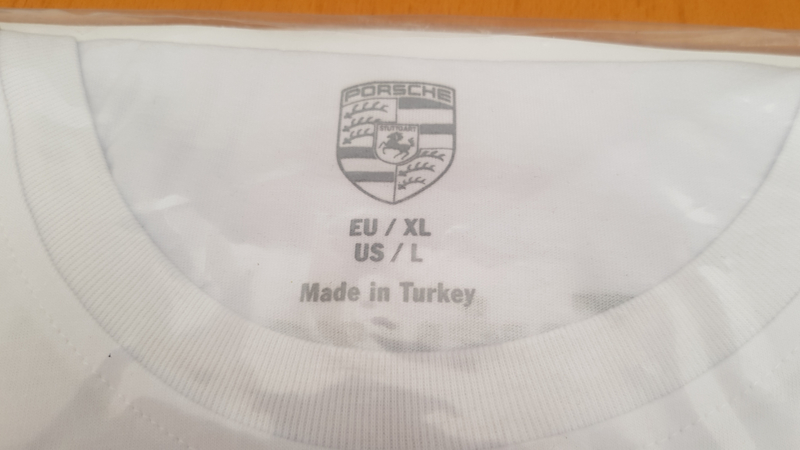 PORSCHE
STUTTGART
EU / XL
US / L
Made in Turkey